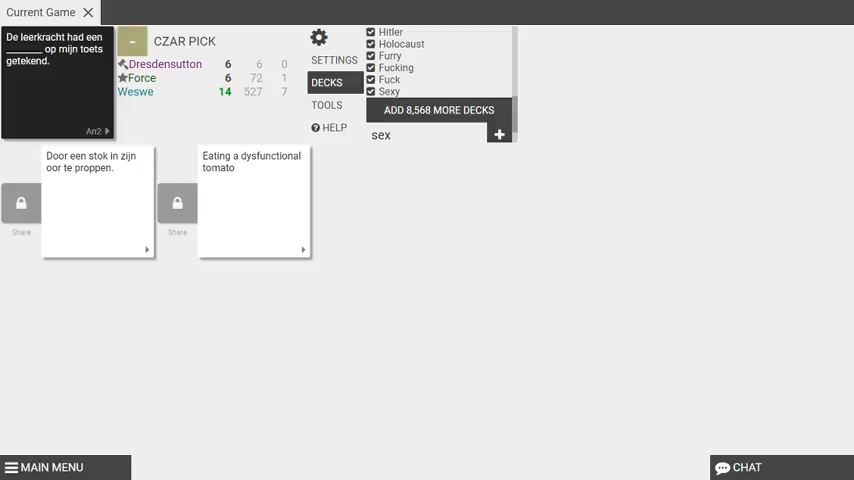 Current Game
De leerkracht had een
_______ op mijn toets
getekend.
An2
-
CZAR PICK
Dresdensutton 6 6 0
Force 6 72 1
Weswe 14 527 7
SETTINGS
DECKS
TOOLS
HELP
Hitler
Holocaust
Furry
Fucking
Fuck
Sexy
ADD 8,568 MORE DECKS
sex
Share
Door een stok in zijn
oor te proppen.
Share
Eating a dysfunctional
tomato
MAIN MENU
CHAT